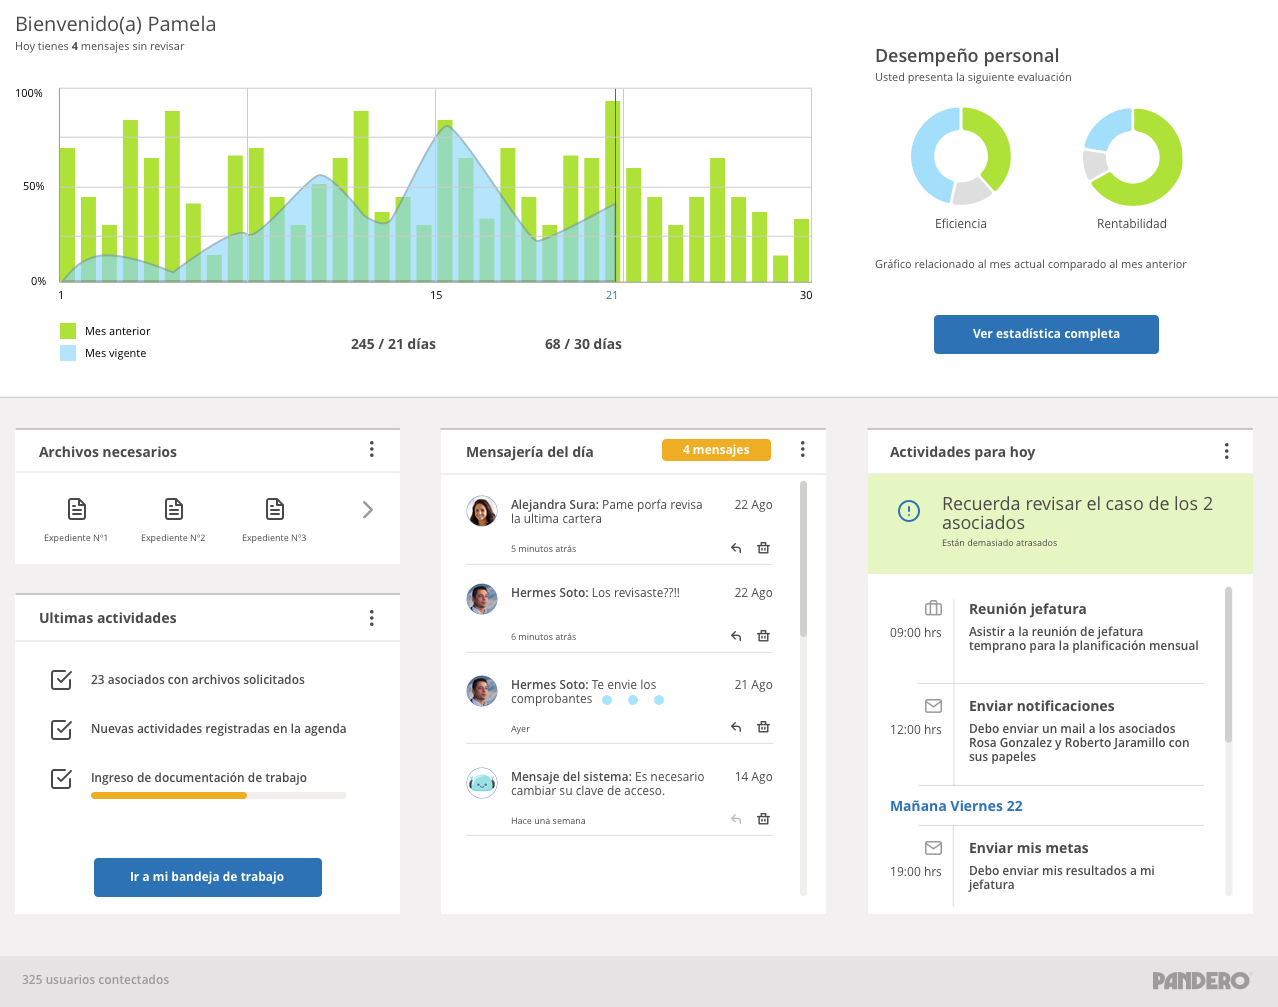 Bienvenido(a) Pamela
Hoy tienes 4 mensajes sin revisar
100%
50%
0%
1
15
21
30
Mes anterior
Mes vigente
245 / 21 días
68 / 30 días
Desempeño personal
Usted presenta la siguiente evaluación
Eficiencia
Rentabilidad
Gráfico relacionado al mes actual comparado al mes anterior
Ver estadística completa
Archivos necesarios
Expediente Nº1
Expediente Nº2
Expediente Nº3
Ultimas actividades
23 asociados con archivos solicitados
Nuevas actividades registradas en la agenda
Ingreso de documentación de trabajo
Ir a mi bandeja de trabajo
Mensajería del día
4 mensajes
Alejandra Sura: Pame porfa revisa
la ultima cartera
22 Ago
5 minutos atrás
Hermes Soto: Los revisaste??!!
22 Ago
6 minutos atrás
Hermes Soto: Te envie los
comprobantes
21 Ago
Ayer
Mensaje del sistema: Es necesario
cambiar su clave de acceso.
14 Ago
Hace una semana
Actividades para hoy
Recuerda revisar el caso de los 2
asociados
Están demasiado atrasados
09:00 hrs
Reunión jefatura
Asistir a la reunión de jefatura
temprano para la planificación mensual
12:00 hrs
Enviar notificaciones
Debo enviar un mail a los asociados
Rosa Gonzalez y Roberto Jaramillo con
sus papeles
Mañana Viernes 22
19:00 hrs
Enviar mis metas
Debo enviar mis resultados a mi
jefatura
325 usuarios contectados
PANDERO